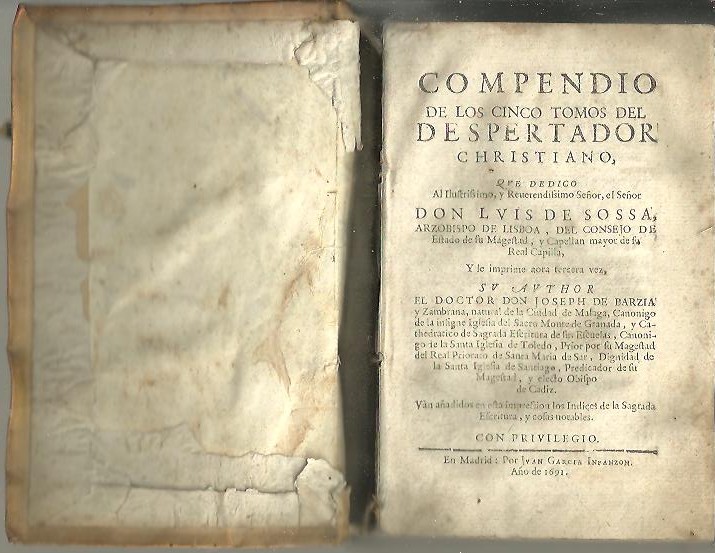 COMPENDIO
DE LOS CINCO TOMOS DEL
DESPERTADOR
CHRISTIANO,
QVE DEDICO
Al Ilustrissimo, y Reuerendissimo Señor, el Señor
DON LVIS DE SOSSA,
ARZOBISPO DE LISBOA, DEL CONSEJO DE
Estado de su Magestad, y Capellan mayor de su
Real Capilla,
Y le imprime aora tercera vez,
SV AVTHOR
EL DOCTOR DON JOSEPH DE BARZIA
y Zambrana, natural de la Ciudad de Malaga, Canonigo
de la insigne Iglesia del Sacro Monte de Granada, y Ca-
thedratico de Sagrada Escritura de sus Escuelas, Canoni-
go de la Santa Iglesia de Toledo, Prior por su Magestad
del Real Priorato de Santa Maria de Sar, Dignidad de
la Santa Iglesia de Santiago, Predicador de su
Magestad, y electo Obispo
de Cadiz.
Vàn añadidos en esta impression los Indices de la Sagrada
Escritura, y cosas notables.
CON PRIVILEGIO.
En Madrid: Por JVAN GARCIA INFANZON.
Año de 1691.